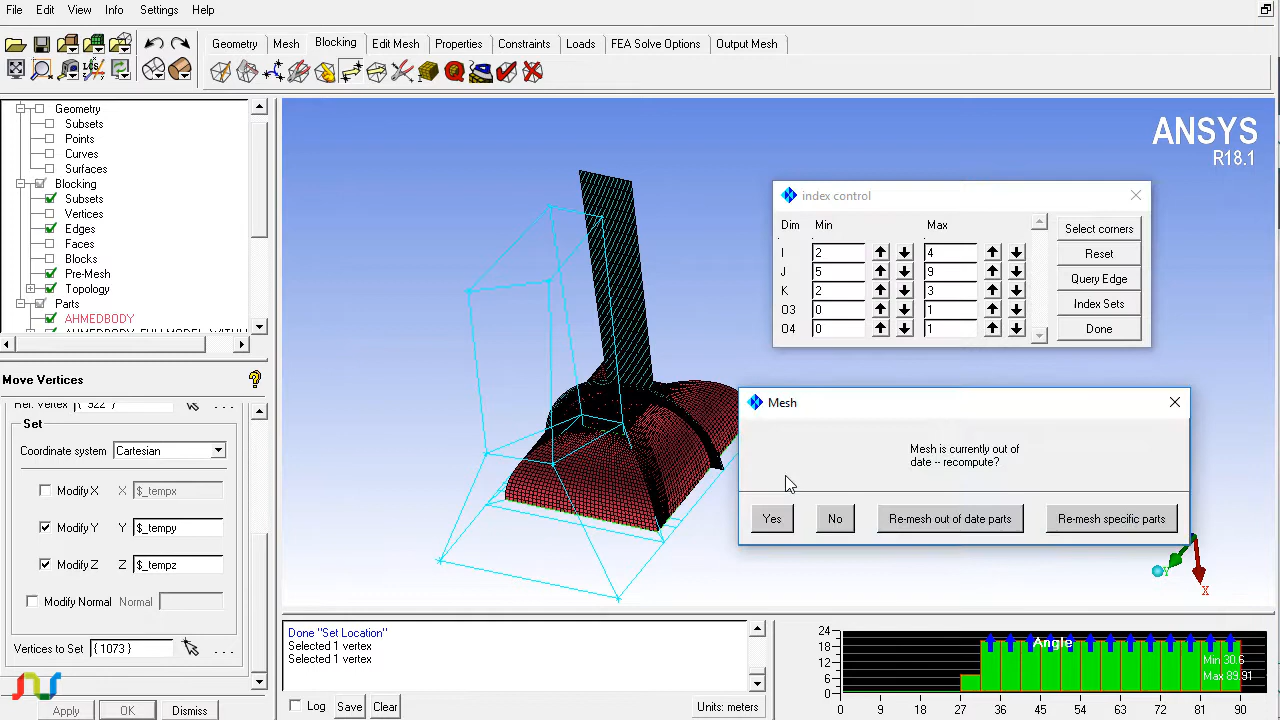 File Edit View Info Settings Help
Geometry Mesh Blocking Edit Mesh Properties Constraints Loads FEA Solve Options Output Mesh
Geometry
Subsets
Points
Curves
Surfaces
Blocking
Subsets
Vertices
Edges
Faces
Blocks
Pre-Mesh
Topology
Parts
AHMEDBODY
Move Vertices
Ref. Vertex { 922 } ...
Set
Coordinate system Cartesian
Modify X X $_tempx
Modify Y Y $_tempy
Modify Z Z $_tempz
Modify Normal Normal
Vertices to Set { 1073 } ...
Apply OK Dismiss
ANSYS
R18.1
index control
Dim Min Max
I 2 4
J 5 9
K 2 3
O3 0 1
O4 0 1
Select corners
Reset
Query Edge
Index Sets
Done
Mesh
Mesh is currently out of
date -- recompute?
Yes No Re-mesh out of date parts Re-mesh specific parts
Y
X
Done "Set Location"
Selected 1 vertex
Selected 1 vertex
Log Save Clear Units: meters
24
18
12
6
0
Angle
Min 30.6
Max 89.91
0 9 18 27 36 45 54 63 72 81 90